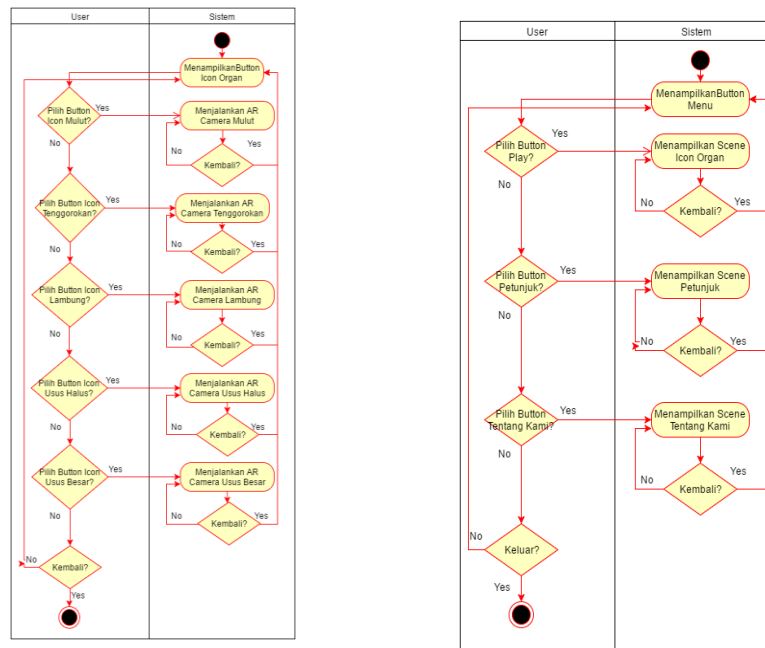 User
Sistem
MenampilkanButton
Icon Organ
Pilih Button
Icon Mulut?
Yes
Menjalankan AR
Camera Mulut
No
No
Yes
Kembali?
Pilih Button Icon
Tenggorokan?
Yes
Menjalankan AR
Camera Tenggorokan
No
No
Yes
Kembali?
Pilih Button Icon
Lambung?
Yes
Menjalankan AR
Camera Lambung
No
No
Yes
Kembali?
Pilih Button Icon
Usus Halus?
Yes
Menjalankan AR
Camera Usus Halus
No
No
Yes
Kembali?
Pilih Button Icon
Usus Besar?
Yes
Menjalankan AR
Camera Usus Besar
No
No
Yes
Kembali?
No
Kembali?
Yes
User
Sistem
MenampilkanButton
Menu
Pilih Button
Play?
Yes
Menampilkan Scene
Icon Organ
No
No
Kembali?
Yes
Pilih Button
Petunjuk?
Yes
Menampilkan Scene
Petunjuk
No
No
Kembali?
Yes
Pilih Button
Tentang Kami?
Yes
Menampilkan Scene
Tentang Kami
No
No
Kembali?
Yes
No
Keluar?
Yes